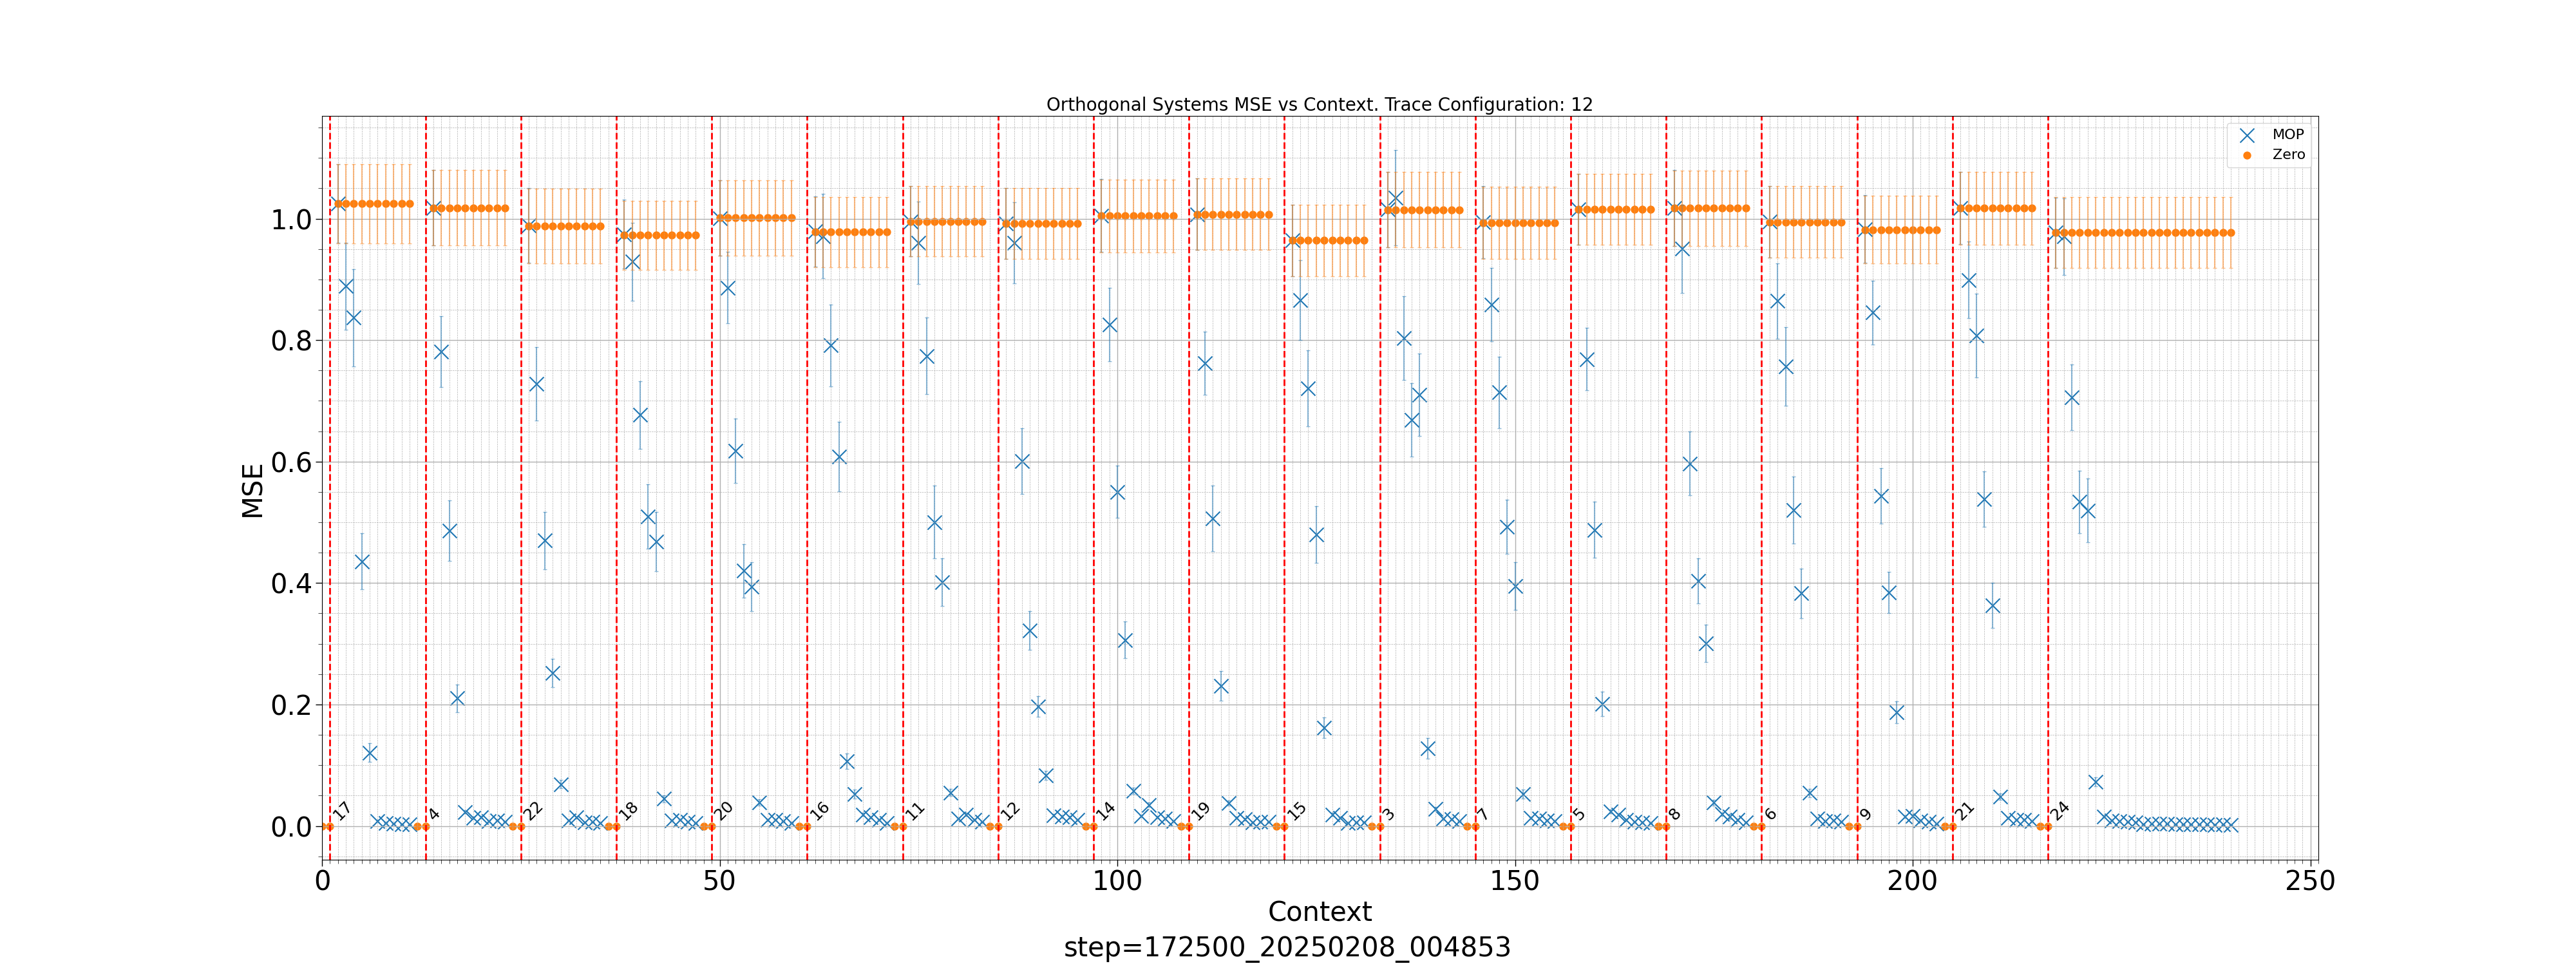 Orthogonal Systems MSE vs Context. Trace Configuration: 12
MOP
Zero
MSE
1.0
0.8
0.6
0.4
0.2
0.0
17 4 22 18 20 16 11 12 14 19 15 3 7 5 8 6 9 21 24
0 50 100 150 200 250
Context
step=172500_20250208_004853